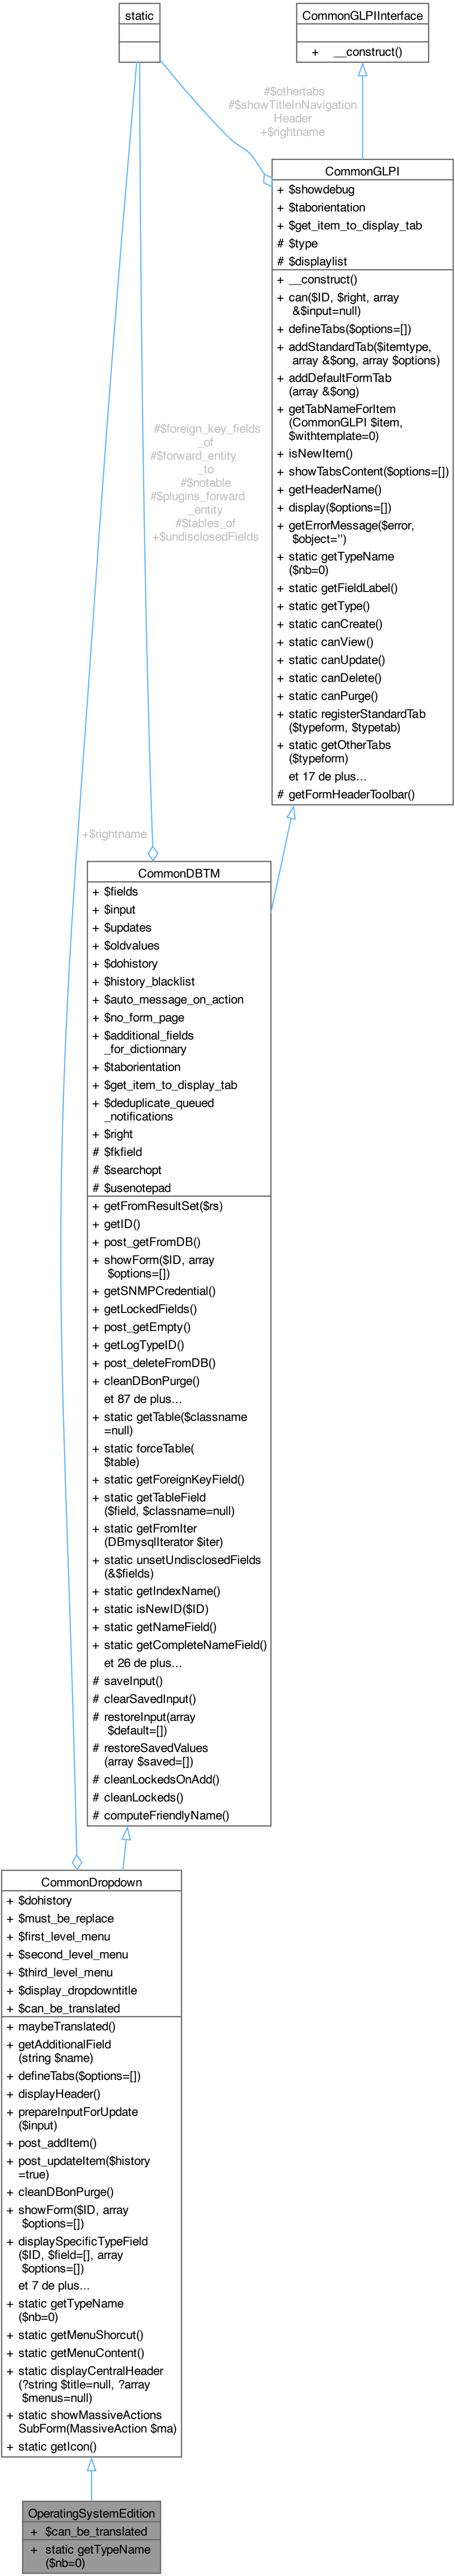 static
CommonGLPIInterface
+ __construct()
#$othertabs
#$showTitleInNavigation
Header
+$rightname
CommonGLPI
+ $showdebug
+ $taborientation
+ $get_item_to_display_tab
# $type
# $displaylist
+ __construct()
+ can($ID, $right, array
&$input=null)
+ defineTabs($options=[])
+ addStandardTab($itemtype,
array &$ong, array $options)
+ addDefaultFormTab
(array &$ong)
+ getTabNameForItem
(CommonGLPI $item,
$withtemplate=0)
+ isNewItem()
+ showTabsContent($options=[])
+ getHeaderName()
+ display($options=[])
+ getErrorMessage($error,
$object='')
+ static getTypeName
($nb=0)
+ static getFieldLabel()
+ static getType()
+ static canCreate()
+ static canView()
+ static canUpdate()
+ static canDelete()
+ static canPurge()
+ static registerStandardTab
($typeform, $typetab)
+ static getOtherTabs
($typeform)
et 17 de plus...
# getFormHeaderToolbar()
#$foreign_key_fields
_of
#$forward_entity
_to
#$notable
#$plugins_forward
_entity
#$tables_of
+$undisclosedFields
+$rightname
CommonDBTM
+ $fields
+ $input
+ $updates
+ $oldvalues
+ $dohistory
+ $history_blacklist
+ $auto_message_on_action
+ $no_form_page
+ $additional_fields
_for_dictionnary
+ $taborientation
+ $get_item_to_display_tab
+ $deduplicate_queued
_notifications
+ $right
# $fkfield
# $searchopt
# $usenotepad
+ getFromResultSet($rs)
+ getID()
+ post_getFromDB()
+ showForm($ID, array
$options=[])
+ getSNMPCredential()
+ getLockedFields()
+ post_getEmpty()
+ getLogTypeID()
+ post_deleteFromDB()
+ cleanDBonPurge()
et 87 de plus...
+ static getTable($classname
=null)
+ static forceTable(
$table)
+ static getForeignKeyField()
+ static getTableField
($field, $classname=null)
+ static getFromIter
(DBmysqlIterator $iter)
+ static unsetUndisclosedFields
(&$fields)
+ static getIndexName()
+ static isNewID($ID)
+ static getNameField()
+ static getCompleteNameField()
et 26 de plus...
# saveInput()
# clearSavedInput()
# restoreInput(array
$default=[])
# restoreSavedValues
(array $saved=[])
# cleanLockedsOnAdd()
# cleanLockeds()
# computeFriendlyName()
CommonDropdown
+ $dohistory
+ $must_be_replace
+ $first_level_menu
+ $second_level_menu
+ $third_level_menu
+ $display_dropdowntitle
+ $can_be_translated
+ maybeTranslated()
+ getAdditionalField
(string $name)
+ defineTabs($options=[])
+ displayHeader()
+ prepareInputForUpdate
($input)
+ post_addItem()
+ post_updateItem($history
=true)
+ cleanDBonPurge()
+ showForm($ID, array
$options=[])
+ displaySpecificTypeField
($ID, $field=[], array
$options=[])
et 7 de plus...
+ static getTypeName
($nb=0)
+ static getMenuShorcut()
+ static getMenuContent()
+ static displayCentralHeader
(?string $title=null, ?array
$menus=null)
+ static showMassiveActions
SubForm(MassiveAction $ma)
+ static getIcon()
OperatingSystemEdition
+ $can_be_translated
+ static getTypeName
($nb=0)